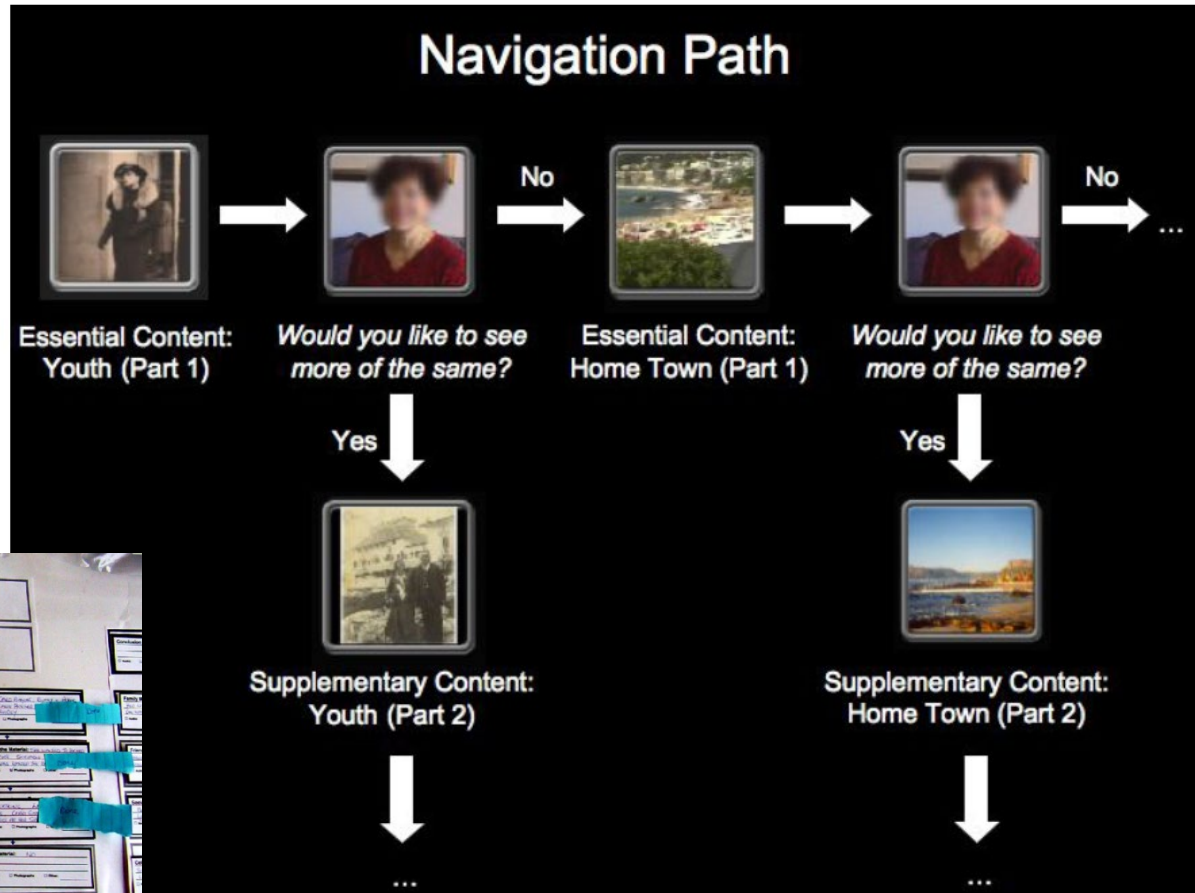 Navigation Path
No
No
...
Essential Content:
Youth (Part 1)
Would you like to see
more of the same?
Essential Content:
Home Town (Part 1)
Would you like to see
more of the same?
Yes
Yes
Supplementary Content:
Youth (Part 2)
Supplementary Content:
Home Town (Part 2)
...
...